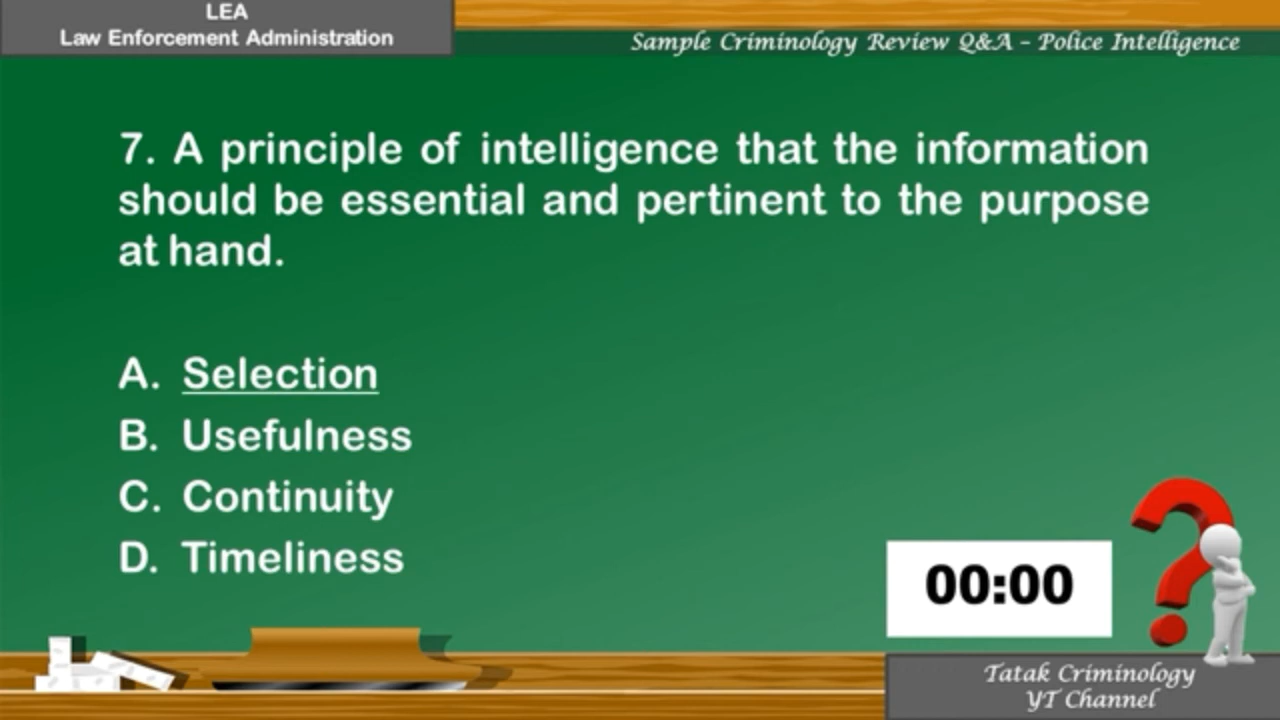 LEA
Law Enforcement Administration
Sample Criminology Review Q&A – Police Intelligence
7. A principle of intelligence that the information
should be essential and pertinent to the purpose
at hand.
A. Selection
B. Usefulness
C. Continuity
D. Timeliness
00:00
Tatak Criminology
YT Channel